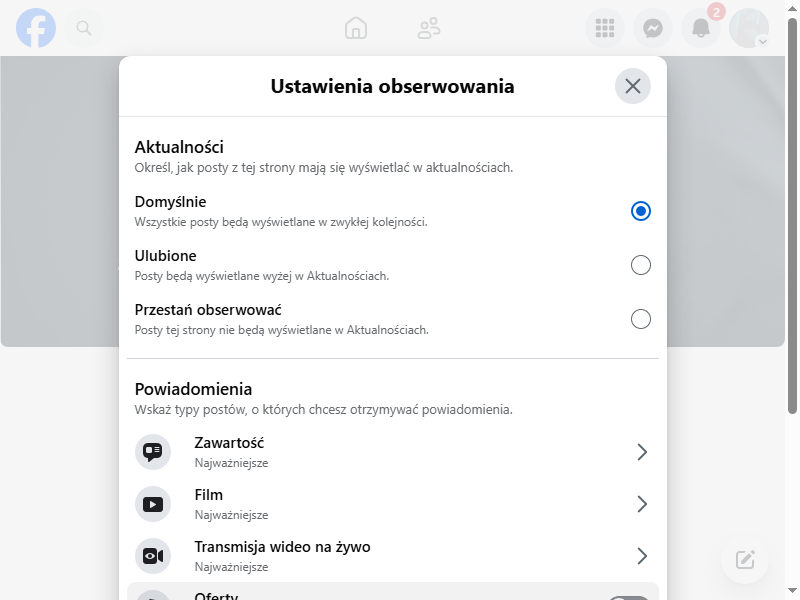 2
Ustawienia obserwowania
Aktualności
Określ, jak posty z tej strony mają się wyświetlać w aktualnościach.
Domyślnie
Wszystkie posty będą wyświetlane w zwykłej kolejności.
Ulubione
Posty będą wyświetlane wyżej w Aktualnościach.
Przestań obserwować
Posty tej strony nie będą wyświetlane w Aktualnościach.
Powiadomienia
Wskaż typy postów, o których chcesz otrzymywać powiadomienia.
Zawartość
Najważniejsze
Film
Najważniejsze
Transmisja wideo na żywo
Najważniejsze
Oferty